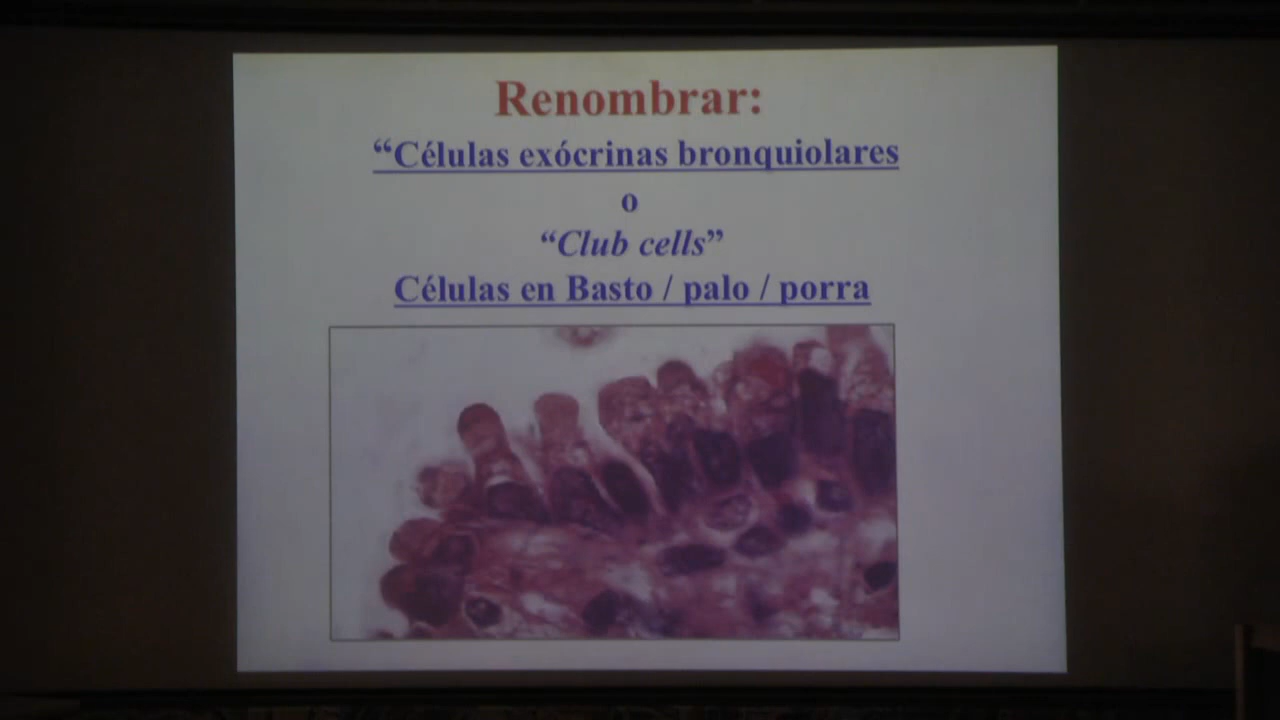 Renombrar:
“Células exócrinas bronquiolares
o
“Club cells”
Células en Basto / palo / porra